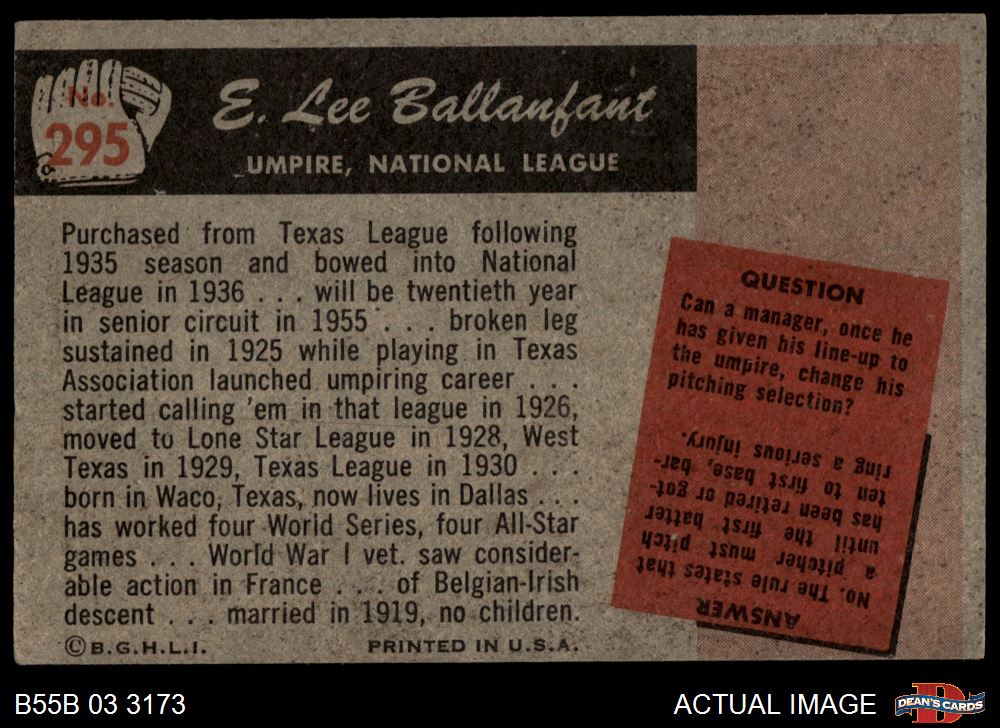 No.
295
E. Lee Ballanfant
UMPIRE, NATIONAL LEAGUE
Purchased from Texas League following
1935 season and bowed into National
League in 1936 . . . will be twentieth year
in senior circuit in 1955 . . . broken leg
sustained in 1925 while playing in Texas
Association launched umpiring career . . .
started calling 'em in that league in 1926,
moved to Lone Star League in 1928, West
Texas in 1929, Texas League in 1930 . . .
born in Waco, Texas, now lives in Dallas . . .
has worked four World Series, four All-Star
games . . . World War I vet. saw consider-
able action in France . . . of Belgian-Irish
descent . . . married in 1919, no children.
© B.G.H.L.I. PRINTED IN U.S.A.
QUESTION
Can a manager, once he
has given his line-up to
the umpire, change his
pitching selection?
ANSWER
No. The rule states that
a pitcher must pitch
until the first batter
has been retired or got-
ten to first base, bar-
ring a serious injury.
B55B 03 3173
ACTUAL IMAGE
D
DEAN'S CARDS